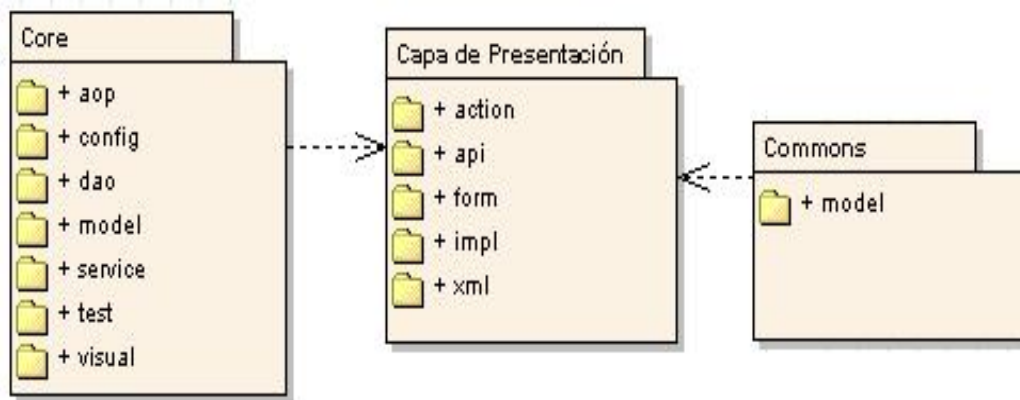 Core
+ aop
+ config
+ dao
+ model
+ service
+ test
+ visual
Capa de Presentación
+ action
+ api
+ form
+ impl
+ xml
Commons
+ model